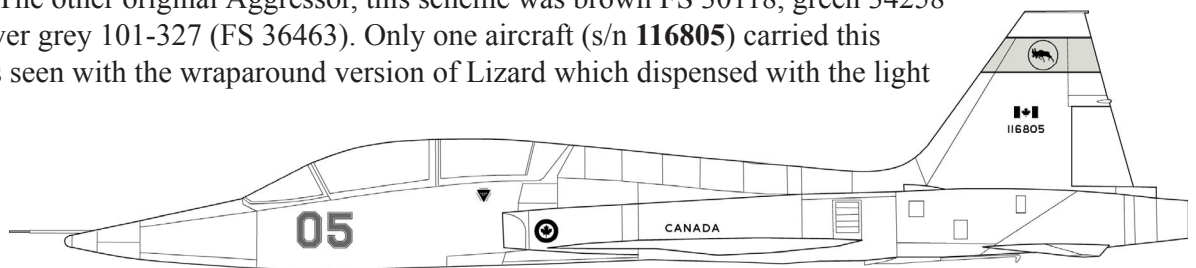 The other original Aggressor, this scheme was brown FS 30118, green 34258
ver grey 101-327 (FS 36463). Only one aircraft (s/n 116805) carried this
s seen with the wraparound version of Lizard which dispensed with the light
116805
05
CANADA